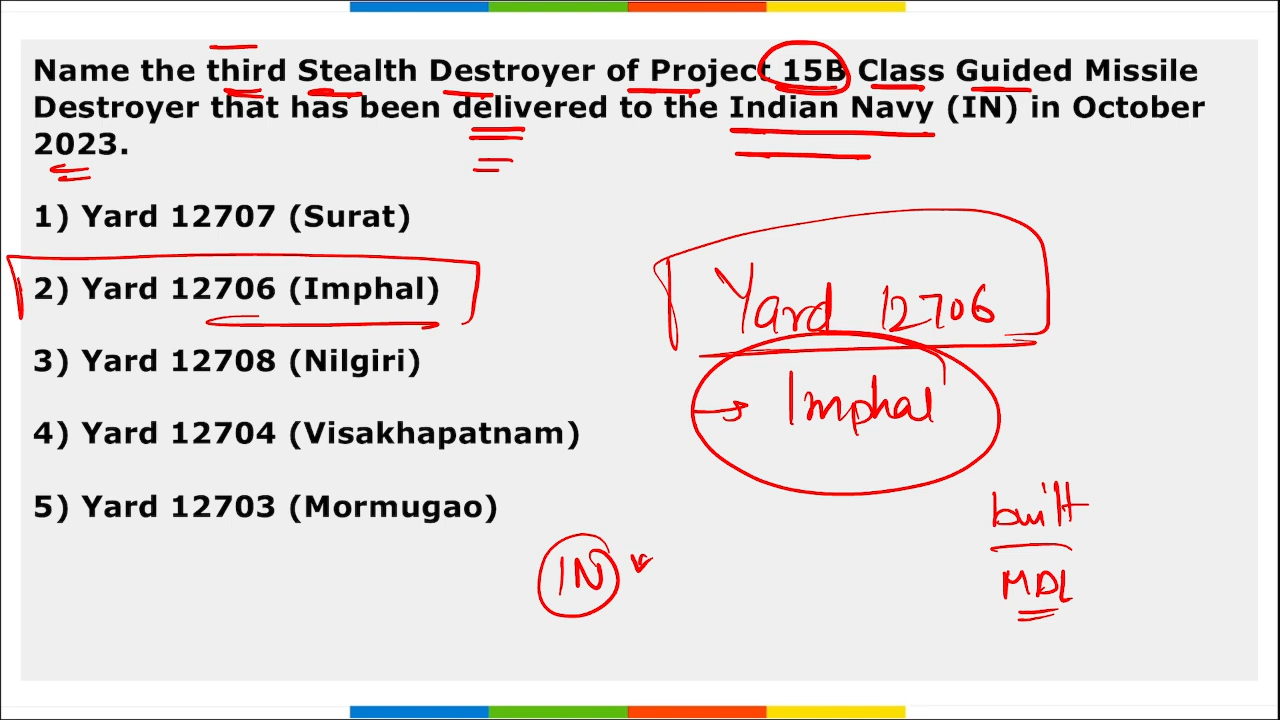 Name the third Stealth Destroyer of Project 15B Class Guided Missile
Destroyer that has been delivered to the Indian Navy (IN) in October
2023.
1) Yard 12707 (Surat)
2) Yard 12706 (Imphal)
3) Yard 12708 (Nilgiri)
4) Yard 12704 (Visakhapatnam)
5) Yard 12703 (Mormugao)
Yard 12706
Imphal
built
MDL
IN